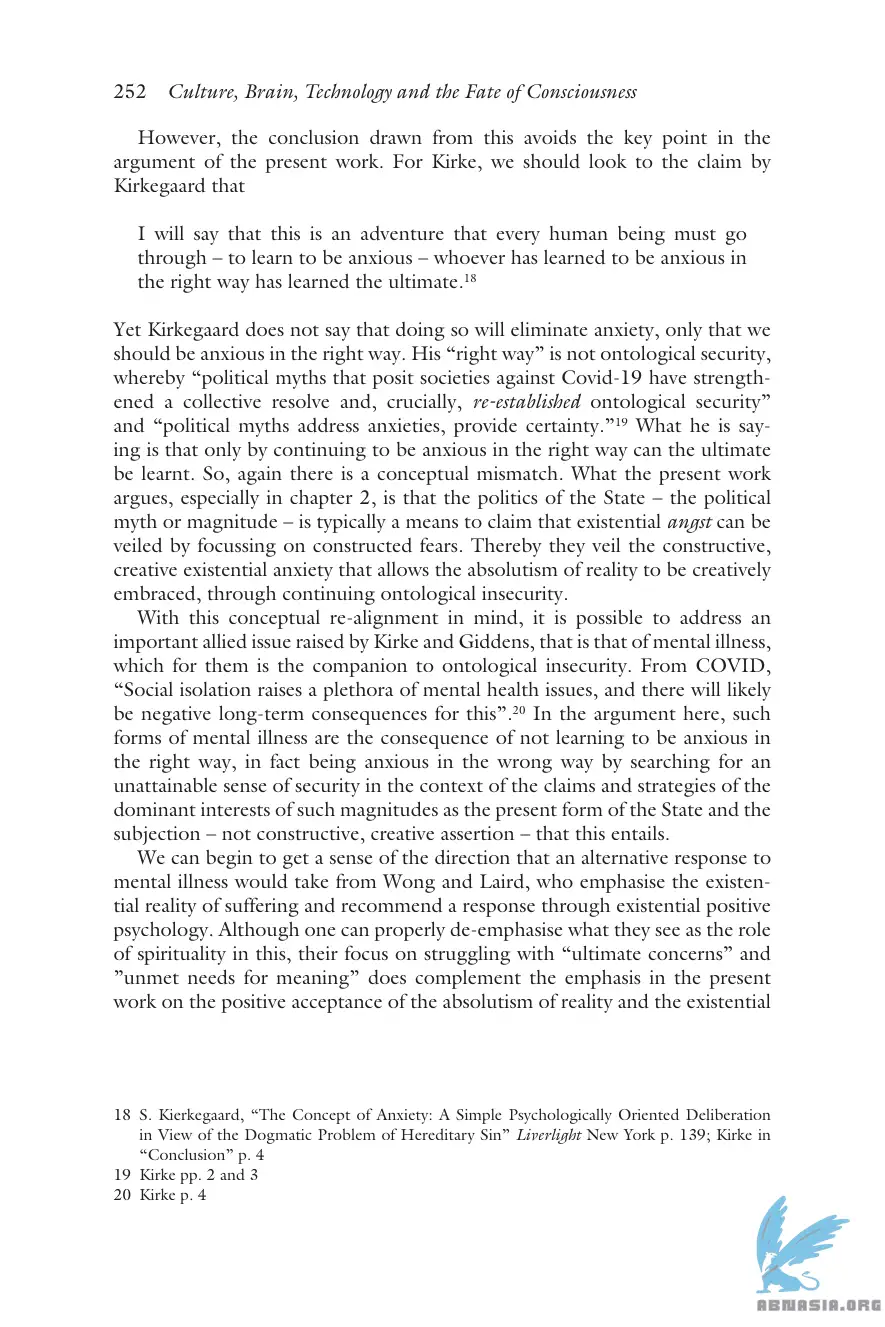 252 Culture, Brain, Technology and the Fate of Consciousness
However, the conclusion drawn from this avoids the key point in the
argument of the present work. For Kirke, we should look to the claim by
Kirkegaard that
I will say that this is an adventure that every human being must go
through – to learn to be anxious – whoever has learned to be anxious in
the right way has learned the ultimate.18
Yet Kirkegaard does not say that doing so will eliminate anxiety, only that we
should be anxious in the right way. His “right way” is not ontological security,
whereby “political myths that posit societies against Covid-19 have strength-
ened a collective resolve and, crucially, re-established ontological security”
and “political myths address anxieties, provide certainty.”19 What he is say-
ing is that only by continuing to be anxious in the right way can the ultimate
be learnt. So, again there is a conceptual mismatch. What the present work
argues, especially in chapter 2, is that the politics of the State – the political
myth or magnitude – is typically a means to claim that existential angst can be
veiled by focussing on constructed fears. Thereby they veil the constructive,
creative existential anxiety that allows the absolutism of reality to be creatively
embraced, through continuing ontological insecurity.
With this conceptual re-alignment in mind, it is possible to address an
important allied issue raised by Kirke and Giddens, that is that of mental illness,
which for them is the companion to ontological insecurity. From COVID,
“Social isolation raises a plethora of mental health issues, and there will likely
be negative long-term consequences for this”.20 In the argument here, such
forms of mental illness are the consequence of not learning to be anxious in
the right way, in fact being anxious in the wrong way by searching for an
unattainable sense of security in the context of the claims and strategies of the
dominant interests of such magnitudes as the present form of the State and the
subjection – not constructive, creative assertion – that this entails.
We can begin to get a sense of the direction that an alternative response to
mental illness would take from Wong and Laird, who emphasise the existen-
tial reality of suffering and recommend a response through existential positive
psychology. Although one can properly de-emphasise what they see as the role
of spirituality in this, their focus on struggling with “ultimate concerns” and
”unmet needs for meaning” does complement the emphasis in the present
work on the positive acceptance of the absolutism of reality and the existential
18 S. Kierkegaard, “The Concept of Anxiety: A Simple Psychologically Oriented Deliberation
in View of the Dogmatic Problem of Hereditary Sin” Liverlight New York p. 139; Kirke in
“Conclusion” p. 4
19 Kirke pp. 2 and 3
20 Kirke p. 4
ABNASIA.ORG